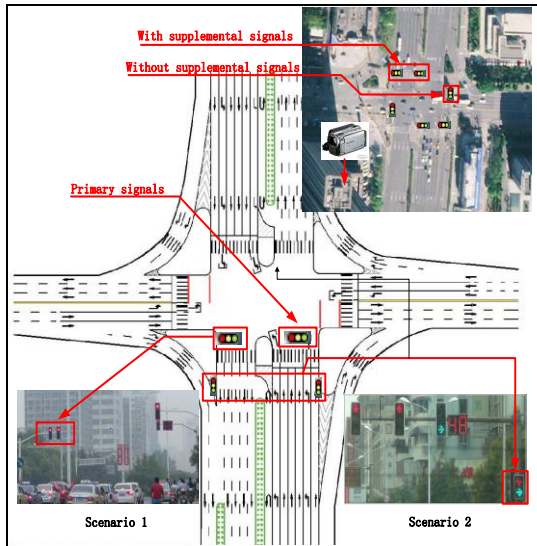 With supplemental signals
Without supplemental signals
Primary signals
Scenario 1
Scenario 2